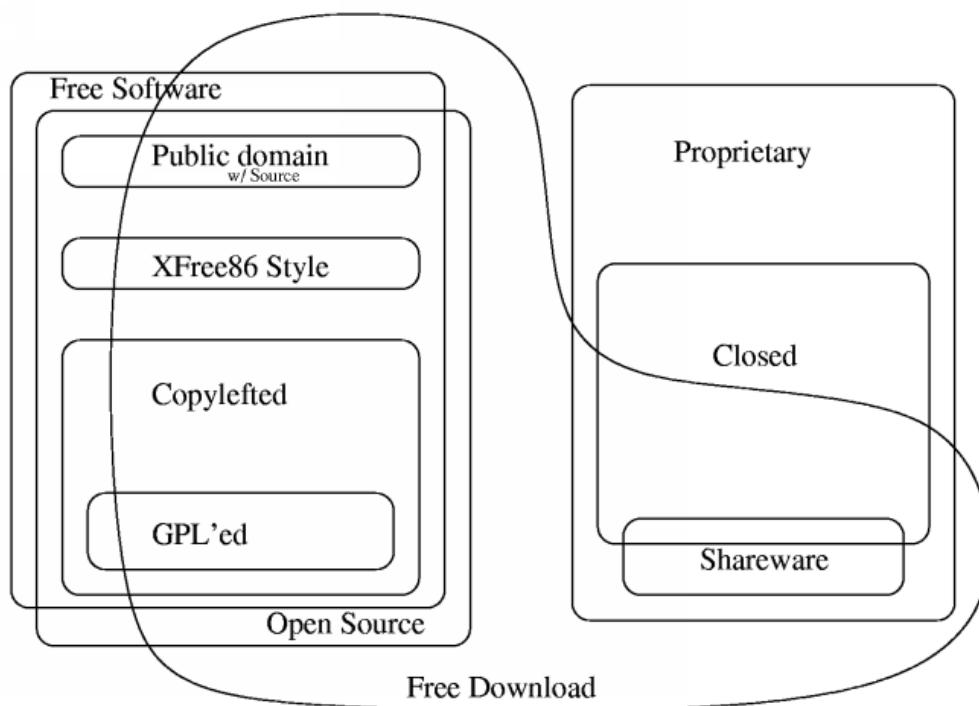 Free Software
Public domain
w/ Source
XFree86 Style
Copylefted
GPL'ed
Open Source
Proprietary
Closed
Shareware
Free Download